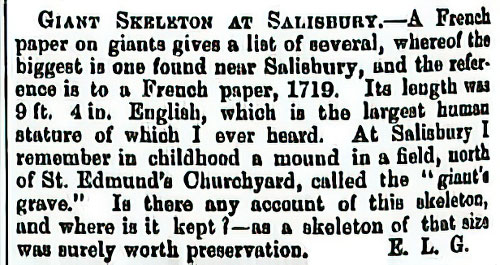 GIANT SKELETON AT SALISBURY.—A French
paper on giants gives a list of several, whereof the
biggest is one found near Salisbury, and the refer-
ence is to a French paper, 1719. Its length was
9 ft. 4 in. English, which is the largest human
stature of which I ever heard. At Salisbury I
remember in childhood a mound in a field, north
of St. Edmund's Churchyard, called the "giant's
grave." Is there any account of this skeleton,
and where is it kept?—as a skeleton of that size
was surely worth preservation. E. L. G.